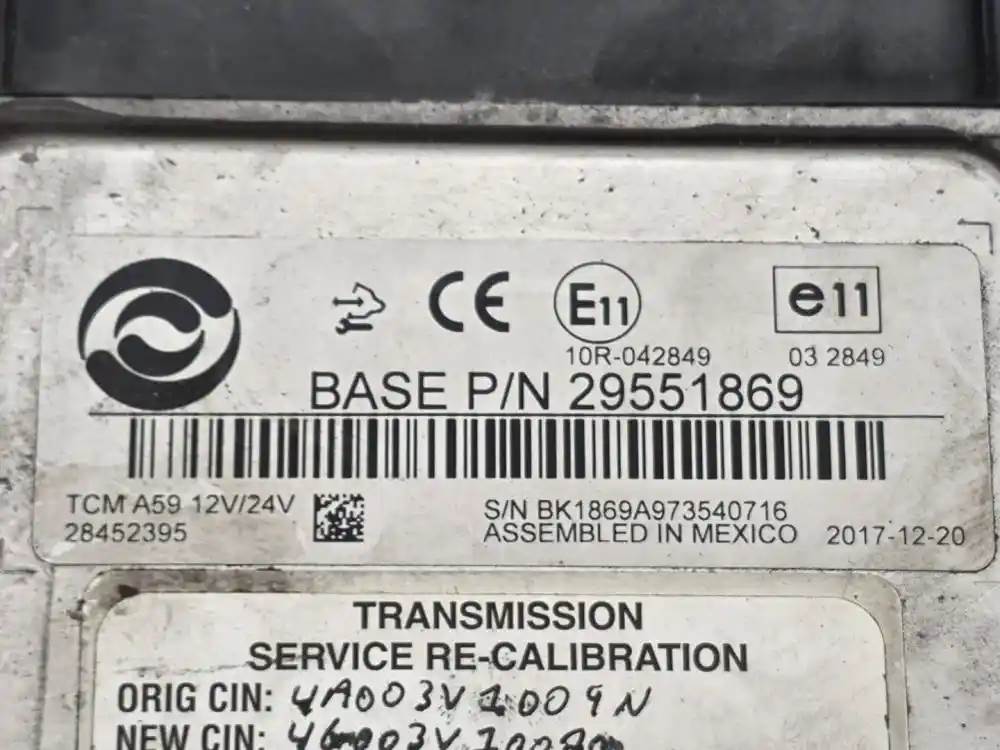 CE E11 e11
10R-042849 03 2849
BASE P/N 29551869
TCM A59 12V/24V S/N BK1869A973540716
28452395 ASSEMBLED IN MEXICO 2017-12-20
TRANSMISSION
SERVICE RE-CALIBRATION
ORIG CIN: 4A003V1009N
NEW CIN: